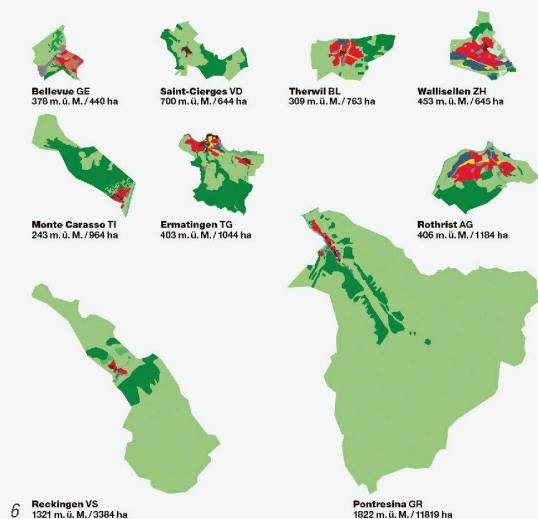 Bellevue GE
378 m. ü. M. / 440 ha
Saint-Cierges VD
700 m. ü. M. / 644 ha
Therwil BL
309 m. ü. M. / 763 ha
Wallisellen ZH
453 m. ü. M. / 645 ha
Monte Carasso TI
243 m. ü. M. / 964 ha
Ermatingen TG
403 m. ü. M. / 1044 ha
Rothrist AG
406 m. ü. M. / 1184 ha
6 Reckingen VS
1321 m. ü. M. / 3384 ha
Pontresina GR
1822 m. ü. M. / 11819 ha